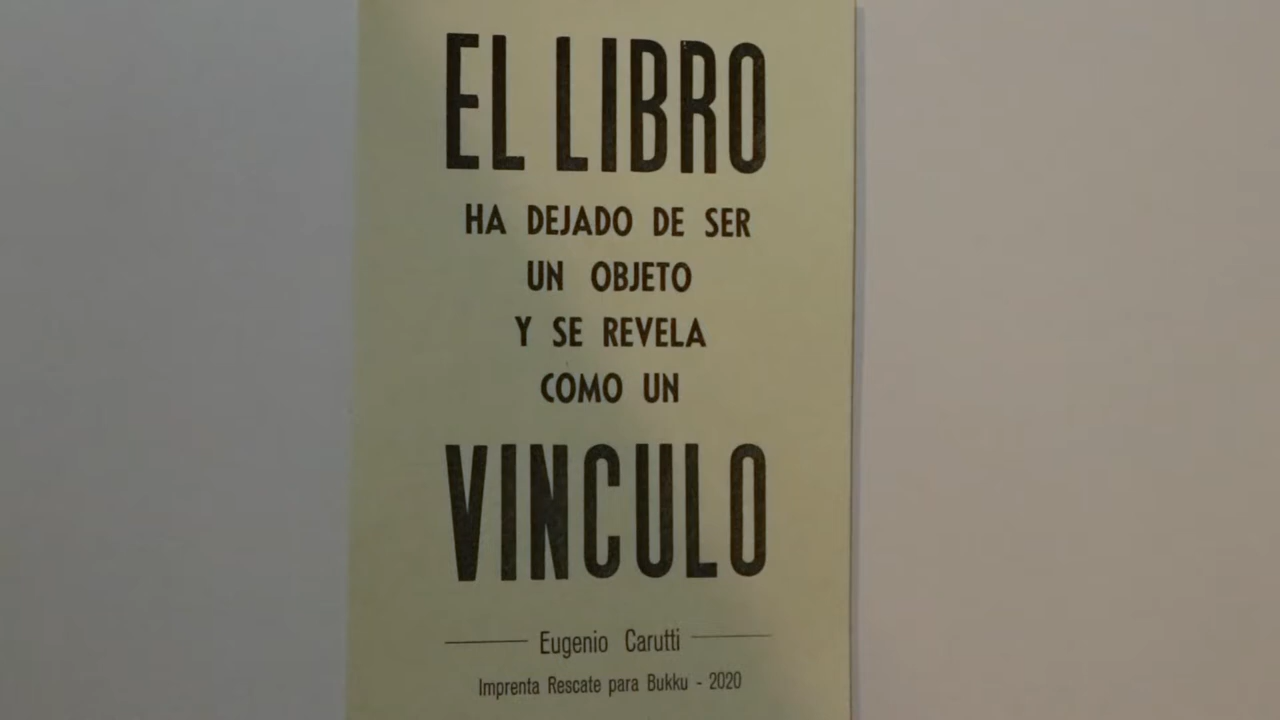 EL LIBRO
HA DEJADO DE SER
UN OBJETO
Y SE REVELA
COMO UN
VINCULO
Eugenio Carutti
Imprenta Rescate para Bukku - 2020